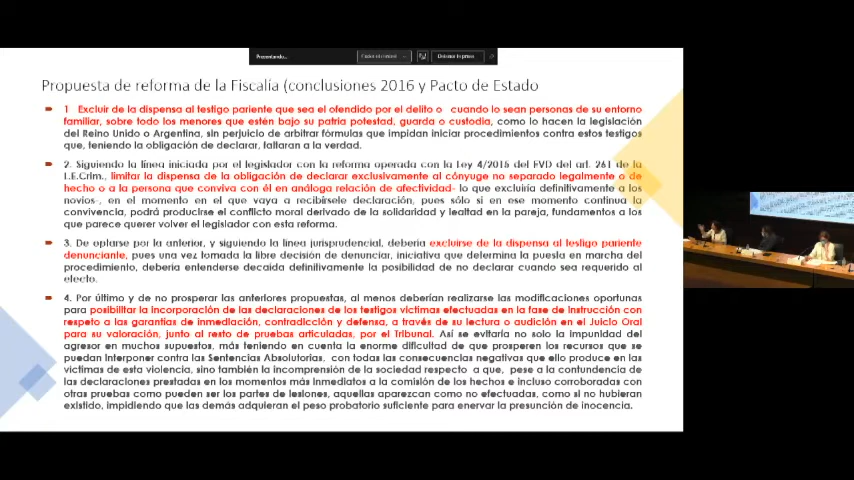 Presentando...
Propuesta de reforma de la Fiscalía (conclusiones 2016 y Pacto de Estado
1 Excluir de la dispensa al testigo pariente que sea el ofendido por el delito o cuando lo sean personas de su entorno
familiar, sobre todo los menores que estén bajo su patria potestad, guarda o custodia, como lo hacen la legislación
del Reino Unido o Argentina, sin perjuicio de arbitrar fórmulas que impidan iniciar procedimientos contra estos testigos
que, teniendo la obligación de declarar, faltaran a la verdad.
2. Siguiendo la línea iniciada por el legislador con la reforma operada con la Ley 4/2015 del EVD del art. 261 de la
L.E.Crim., limitar la dispensa de la obligación de declarar exclusivamente al cónyuge no separado legalmente o de
hecho o a la persona que conviva con él en análoga relación de afectividad- lo que excluiría definitivamente a los
novios-, en el momento en el que vaya a recibírsele declaración, pues sólo si en ese momento continua la
convivencia, podrá producirse el conflicto moral derivado de la solidaridad y lealtad en la pareja, fundamentos a los
que parece querer volver el legislador con esta reforma.
3. De optarse por la anterior, y siguiendo la línea jurisprudencial, debería excluirse de la dispensa al testigo pariente
denunciante, pues una vez tomada la libre decisión de denunciar, iniciativa que determina la puesta en marcha del
procedimiento, debería entenderse decaída definitivamente la posibilidad de no declarar cuando sea requerido al
efecto.
4. Por último y de no prosperar las anteriores propuestas, al menos deberían realizarse las modificaciones oportunas
para posibilitar la incorporación de las declaraciones de los testigos víctimas efectuadas en la fase de instrucción con
respeto a las garantías de inmediación, contradicción y defensa, a través de su lectura o audición en el Juicio Oral
para su valoración, junto al resto de pruebas articuladas, por el Tribunal. Así se evitaría no solo la impunidad del
agresor en muchos supuestos, más teniendo en cuenta la enorme dificultad de que prosperen los recursos que se
puedan interponer contra las Sentencias Absolutorias, con todas las consecuencias negativas que ello produce en las
víctimas de esta violencia, sino también la incomprensión de la sociedad respecto a que, pese a la contundencia de
las declaraciones prestadas en los momentos más inmediatos a la comisión de los hechos e incluso corroboradas con
otras pruebas como pueden ser los partes de lesiones, aquellas aparezcan como no efectuadas, como si no hubieran
existido, impidiendo que las demás adquieran el peso probatorio suficiente para enervar la presunción de inocencia.